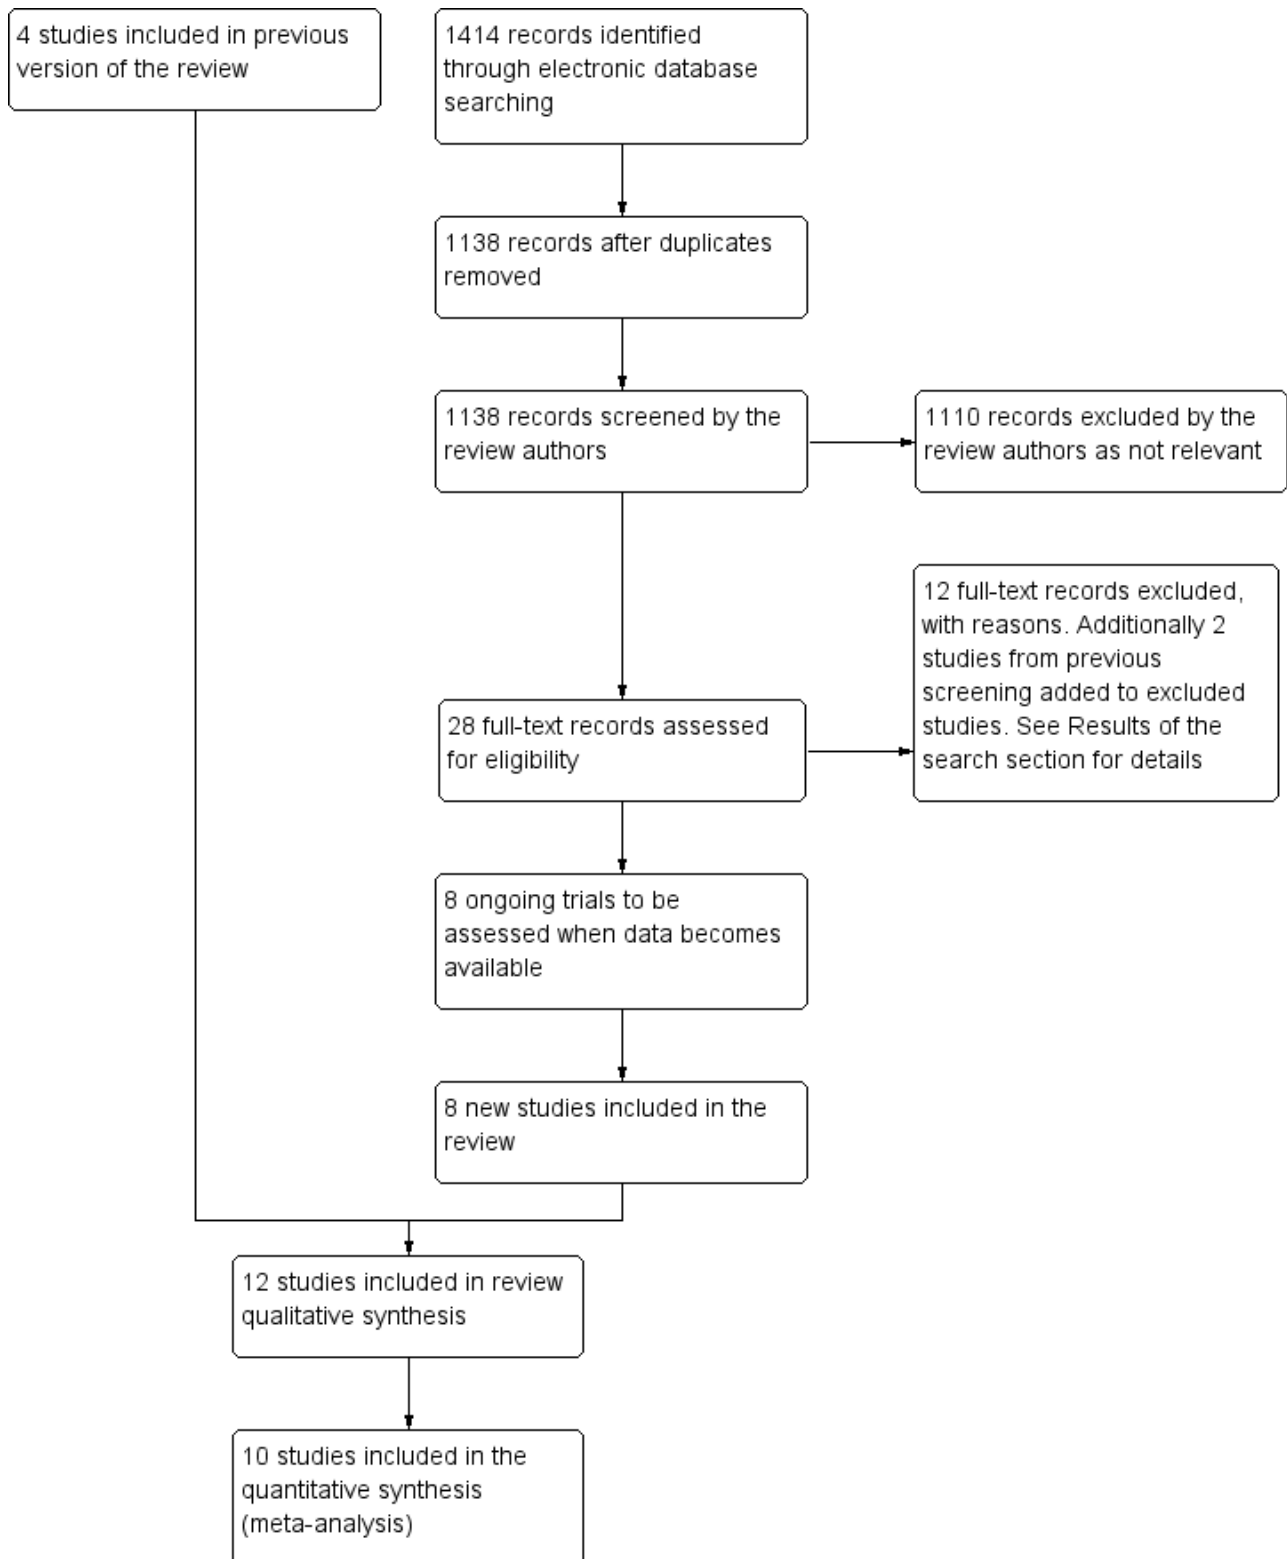 4 studies included in previous
version of the review
1414 records identified
through electronic database
searching
1138 records after duplicates
removed
1138 records screened by the
review authors
1110 records excluded by the
review authors as not relevant
12 full-text records excluded,
with reasons. Additionally 2
studies from previous
screening added to excluded
studies. See Results of the
search section for details
28 full-text records assessed
for eligibility
8 ongoing trials to be
assessed when data becomes
available
8 new studies included in the
review
12 studies included in review
qualitative synthesis
10 studies included in the
quantitative synthesis
(meta-analysis)